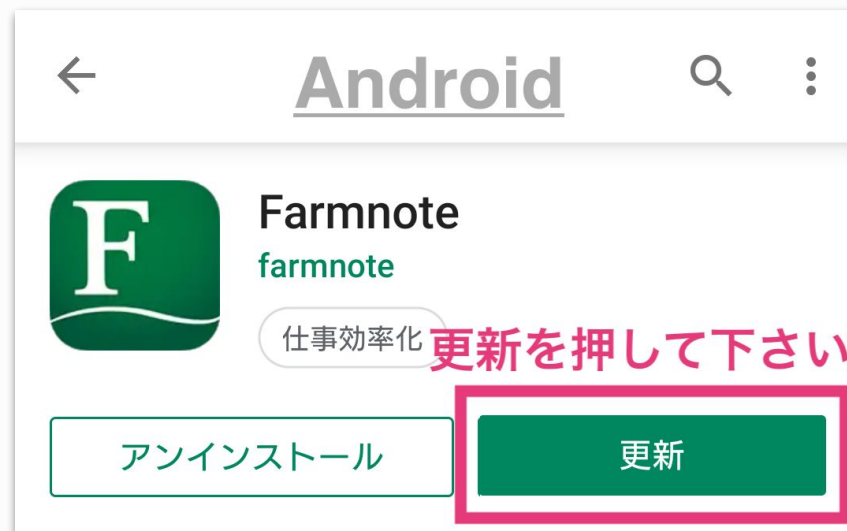 Android
F
Farmnote
farmnote
仕事効率化
更新を押して下さい
アンインストール
更新